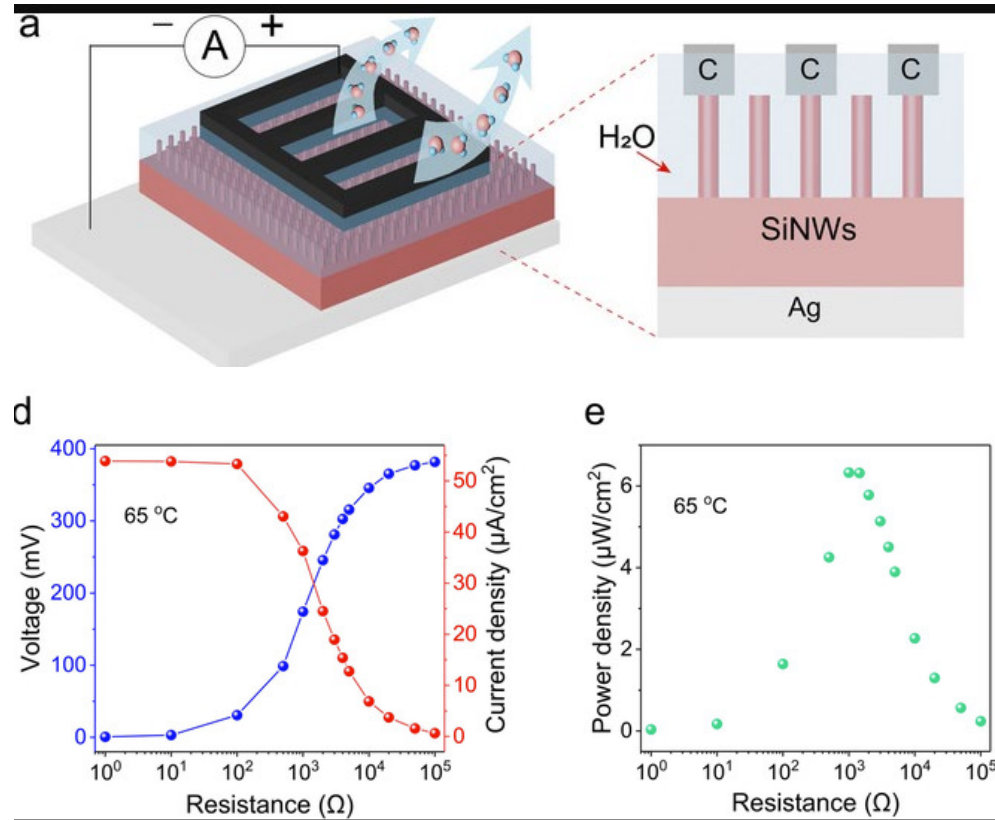 a
− A +
C C C
H₂O
SiNWs
Ag
d
400
300
200
100
0
Voltage (mV)
65 °C
50
40
30
20
10
0
Current density (μA/cm²)
10⁰ 10¹ 10² 10³ 10⁴ 10⁵
Resistance (Ω)
e
6
4
2
0
Power density (μW/cm²)
65 °C
10⁰ 10¹ 10² 10³ 10⁴ 10⁵
Resistance (Ω)